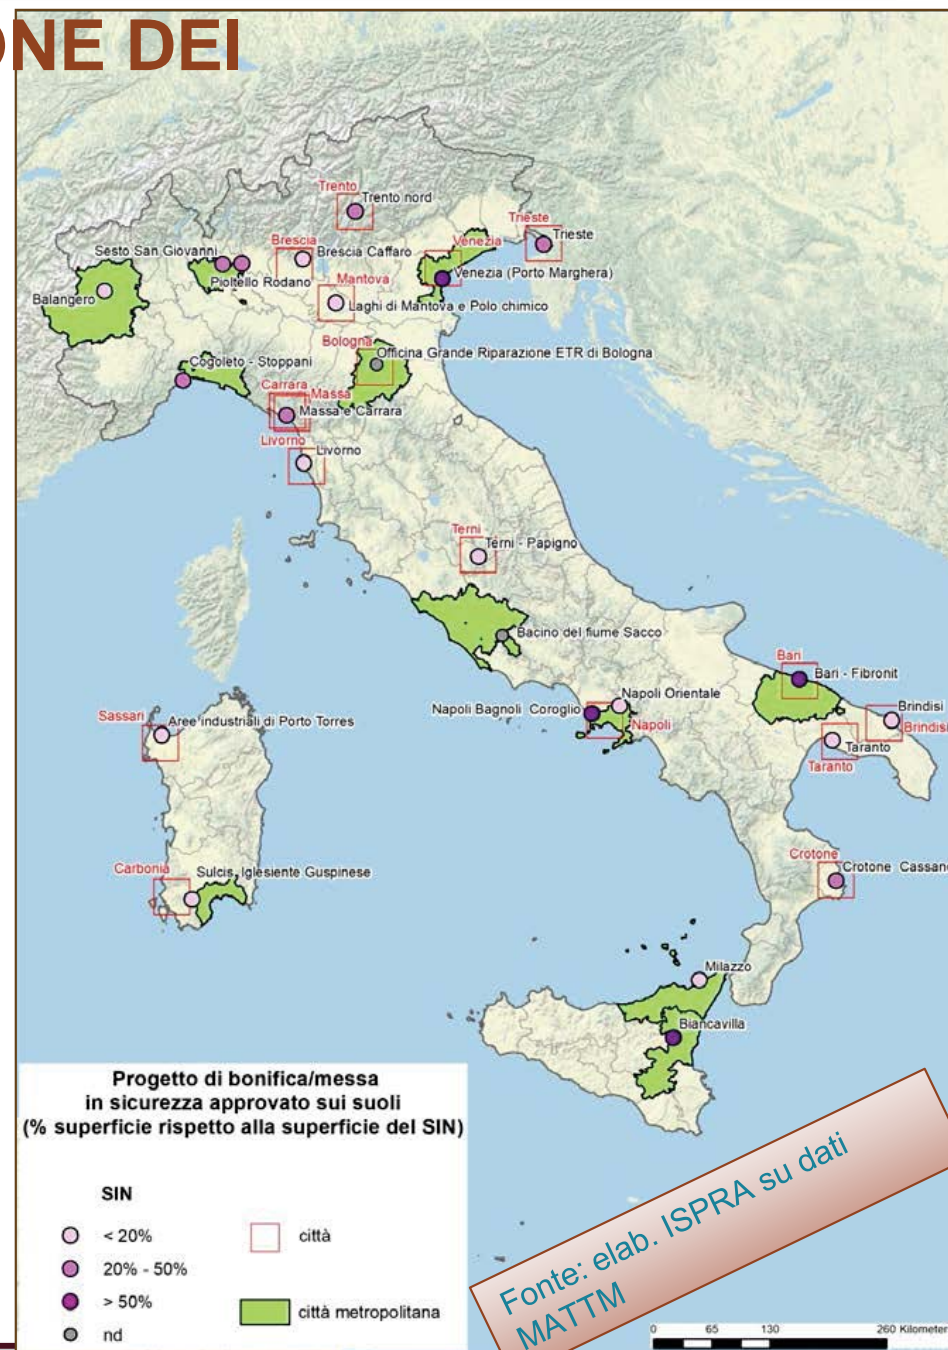 ONE DEI
Trento
Trento nord
Trieste
Trieste
Sesto San Giovanni
Brescia
Brescia Caffaro
Venezia
Venezia (Porto Marghera)
Pioltello Rodano
Mantova
Balangero
Laghi di Mantova e Polo chimico
Bologna
Officina Grande Riparazione ETR di Bologna
Cogoleto - Stoppani
Carrara
Massa
Massa e Carrara
Livorno
Livorno
Terni
Terni - Papigno
Bacino del fiume Sacco
Bari
Bari - Fibronit
Napoli Orientale
Napoli Bagnoli Coroglio
Napoli
Brindisi
Brindisi
Sassari
Aree industriali di Porto Torres
Taranto
Taranto
Carbonia
Sulcis, Iglesiente Guspinese
Crotone
Crotone Cassan
Milazzo
Biancavilla
Progetto di bonifica/messa
in sicurezza approvato sui suoli
(% superficie rispetto alla superficie del SIN)
SIN
< 20%
città
20% - 50%
> 50%
città metropolitana
nd
Fonte: elab. ISPRA su dati
MATTM
0 65 130 260 Kilometer